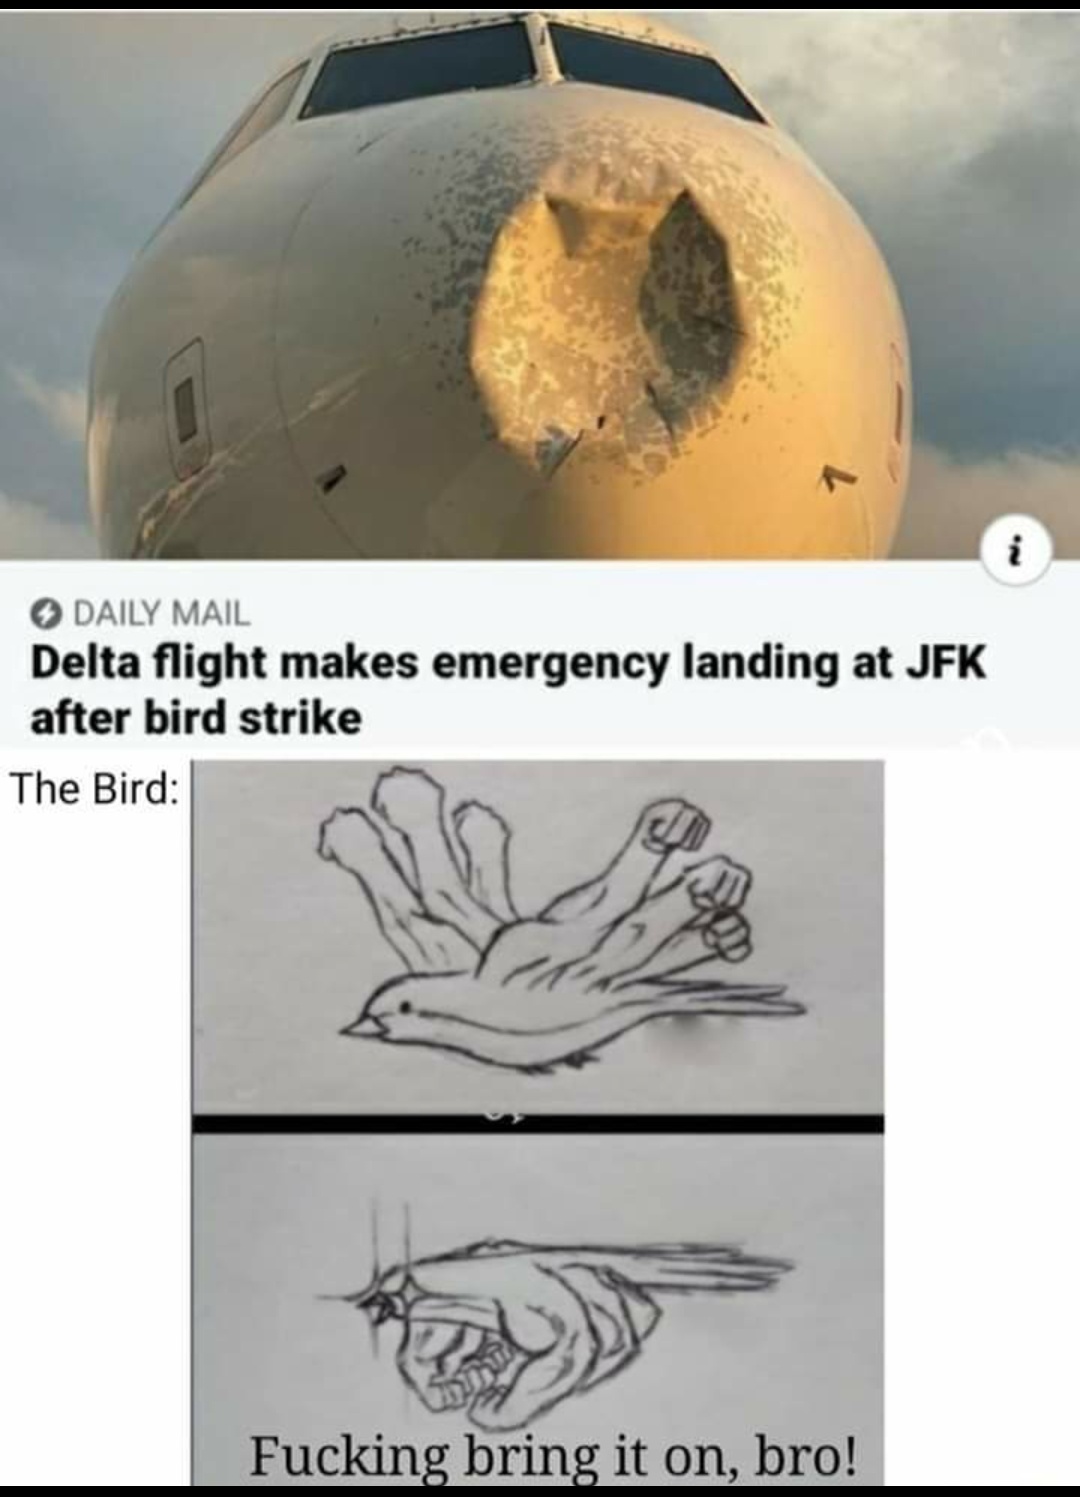 i
DAILY MAIL
Delta flight makes emergency landing at JFK
after bird strike
The Bird:
Fucking bring it on, bro!